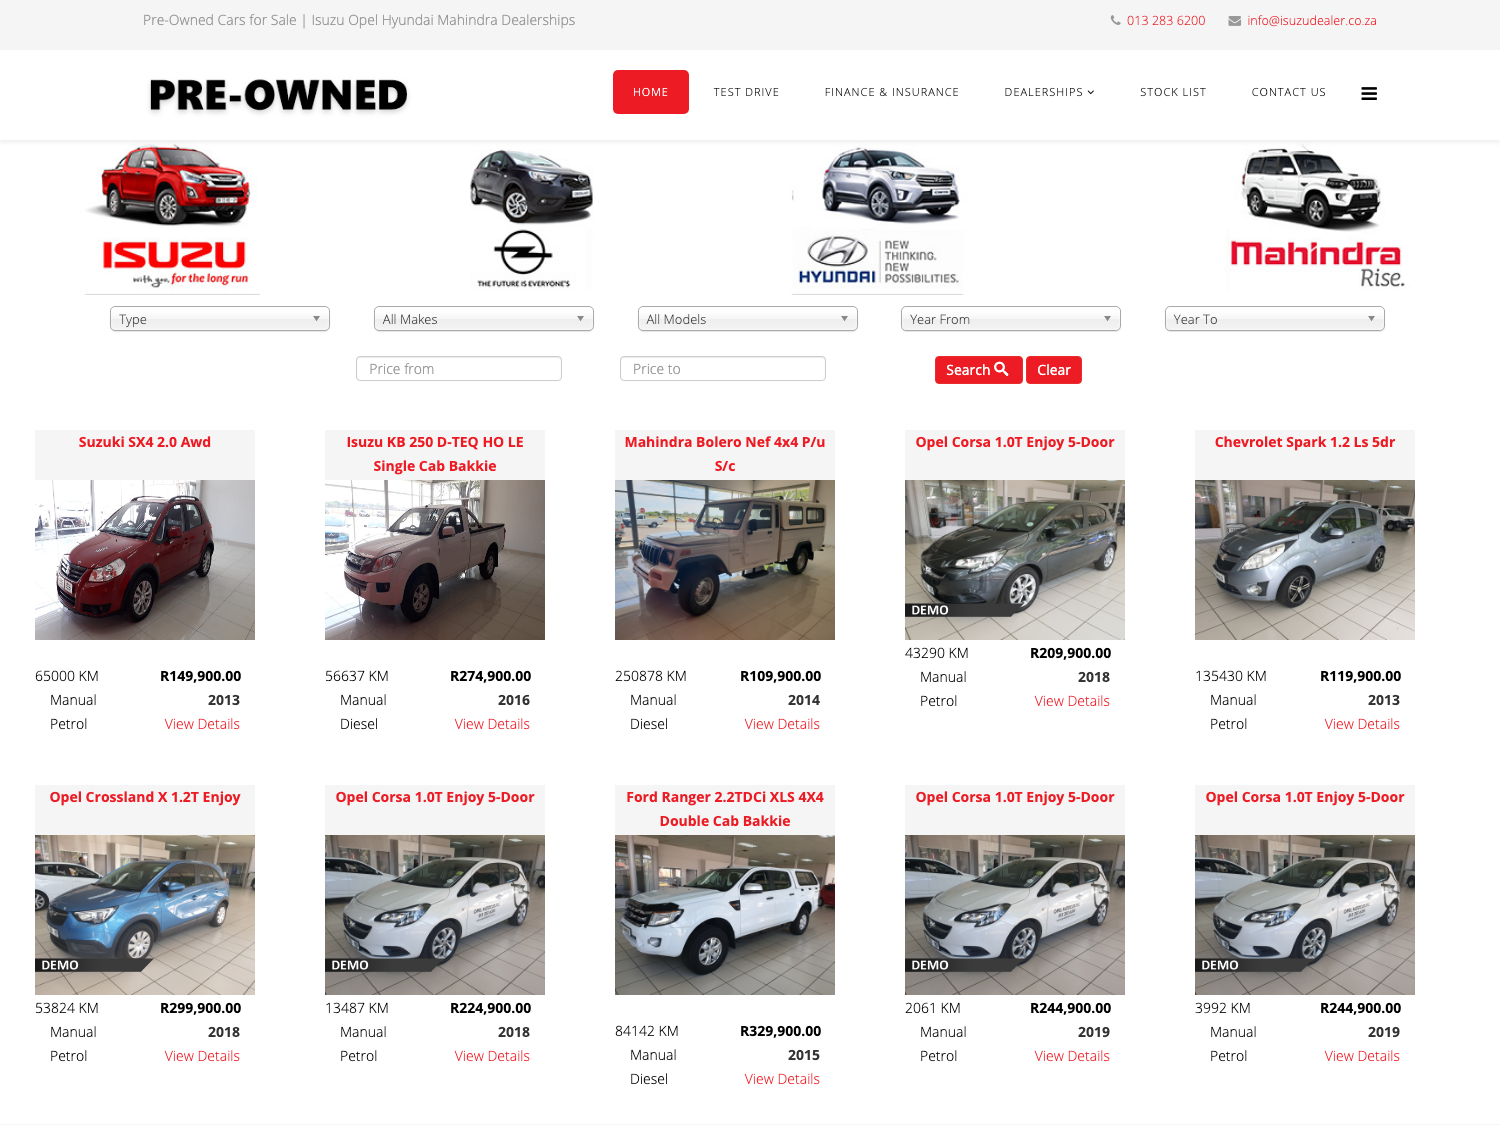 Pre-Owned Cars for Sale | Isuzu Opel Hyundai Mahindra Dealerships
013 283 6200
info@isuzudealer.co.za
PRE-OWNED
HOME
TEST DRIVE
FINANCE & INSURANCE
DEALERSHIPS
STOCK LIST
CONTACT US
ISUZU
with you, for the long run
THE FUTURE IS EVERYONE'S
HYUNDAI
NEW
THINKING.
NEW
POSSIBILITIES.
Mahindra
Rise.
Type
All Makes
All Models
Year From
Year To
Price from
Price to
Search
Clear
Suzuki SX4 2.0 Awd
65000 KM R149,900.00
Manual 2013
Petrol View Details
Isuzu KB 250 D-TEQ HO LE
Single Cab Bakkie
56637 KM R274,900.00
Manual 2016
Diesel View Details
Mahindra Bolero Nef 4x4 P/u
S/c
250878 KM R109,900.00
Manual 2014
Diesel View Details
Opel Corsa 1.0T Enjoy 5-Door
DEMO
43290 KM R209,900.00
Manual 2018
Petrol View Details
Chevrolet Spark 1.2 Ls 5dr
135430 KM R119,900.00
Manual 2013
Petrol View Details
Opel Crossland X 1.2T Enjoy
DEMO
53824 KM R299,900.00
Manual 2018
Petrol View Details
Opel Corsa 1.0T Enjoy 5-Door
DEMO
13487 KM R224,900.00
Manual 2018
Petrol View Details
Ford Ranger 2.2TDCi XLS 4X4
Double Cab Bakkie
84142 KM R329,900.00
Manual 2015
Diesel View Details
Opel Corsa 1.0T Enjoy 5-Door
DEMO
2061 KM R244,900.00
Manual 2019
Petrol View Details
Opel Corsa 1.0T Enjoy 5-Door
DEMO
3992 KM R244,900.00
Manual 2019
Petrol View Details